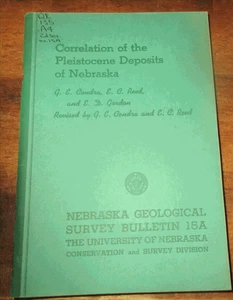 Correlation of the
Pleistocene Deposits
of Nebraska
G. E. Condra, E. C. Reed,
and E. D. Gordon
Revised by G. E. Condra and E. C. Reed
NEBRASKA GEOLOGICAL
SURVEY BULLETIN 15A
THE UNIVERSITY OF NEBRASKA
CONSERVATION and SURVEY DIVISION